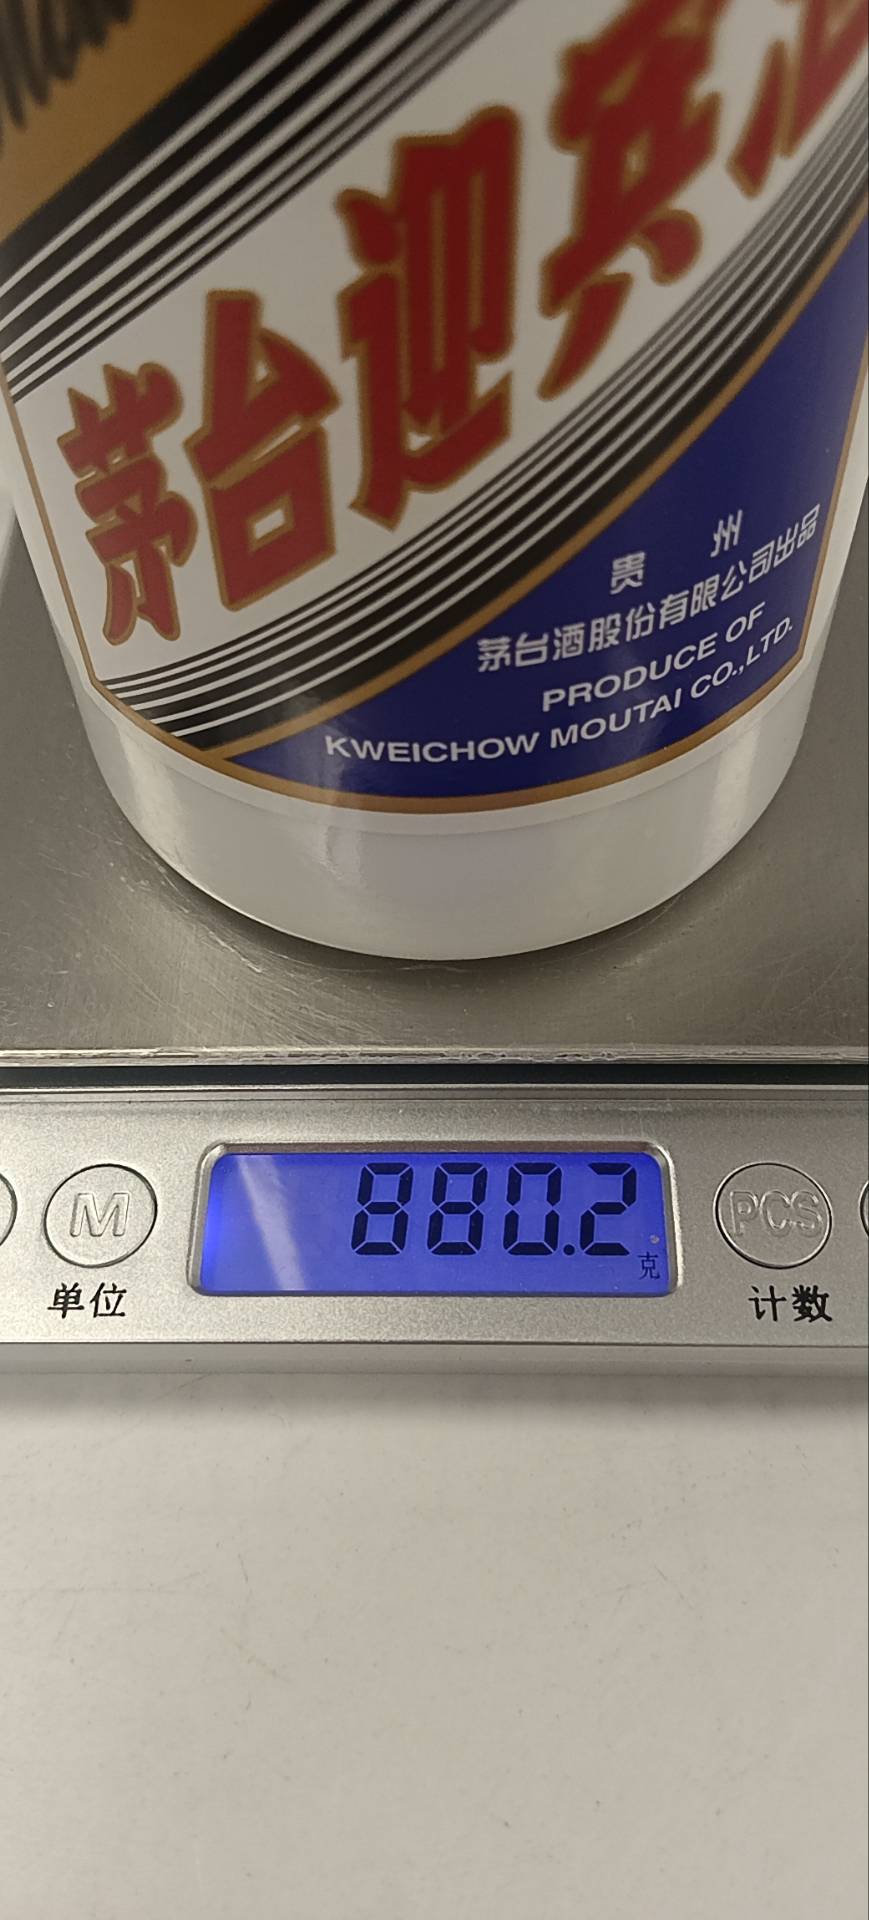 茅台迎宾酒
贵 州
茅台酒股份有限公司出品
PRODUCE OF
KWEICHOW MOUTAI CO.,LTD.
880.2
克
M
PCS
单位
计数